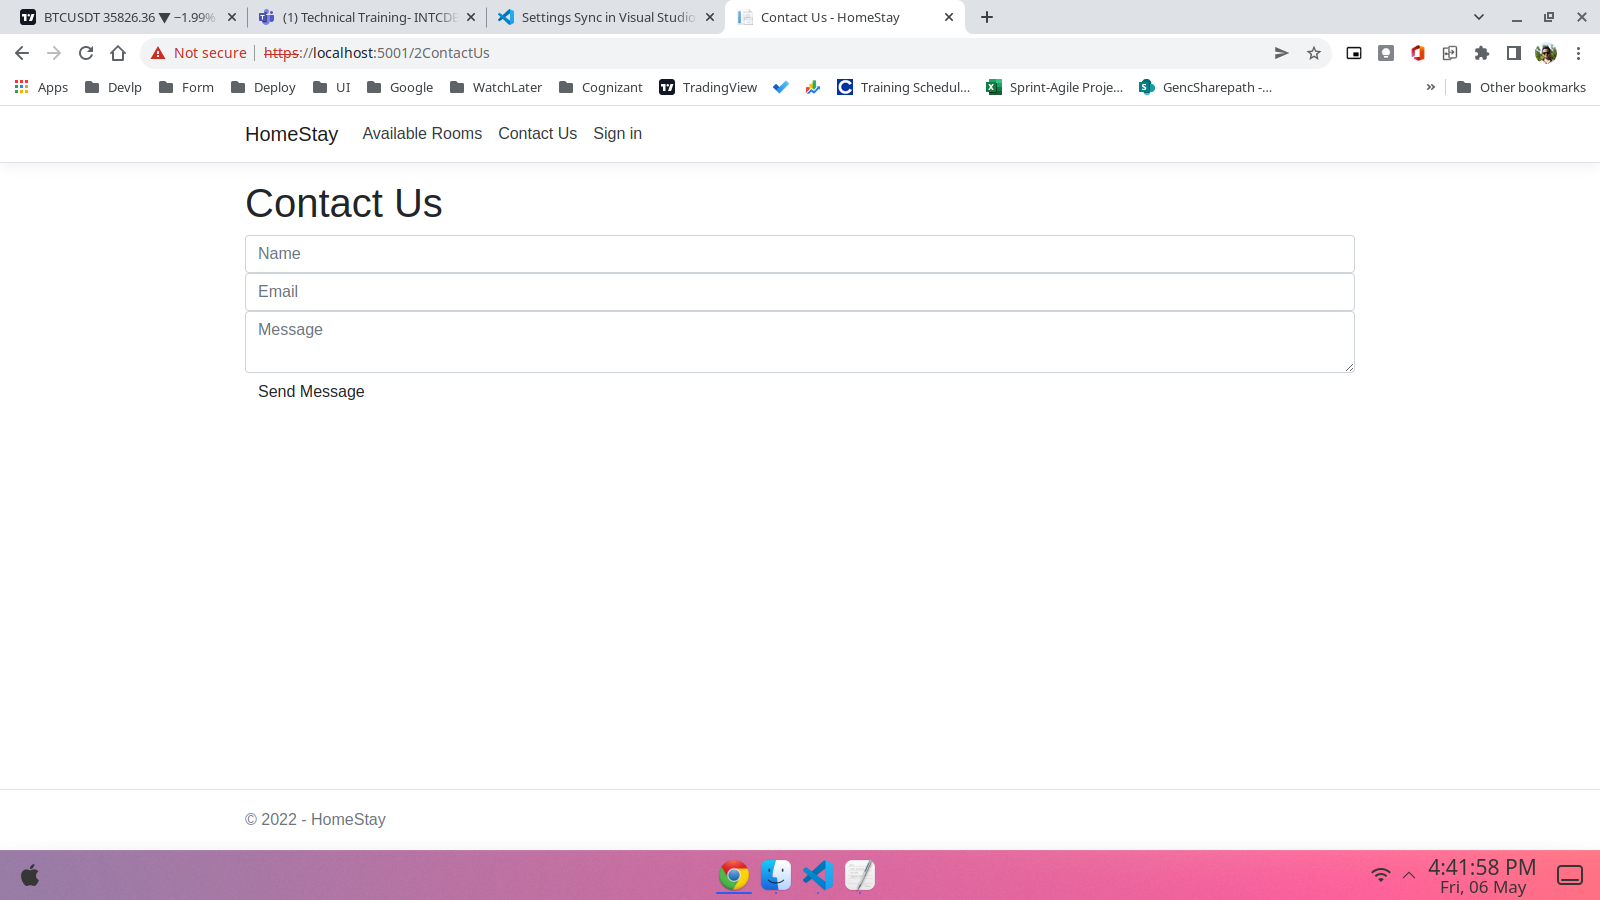 BTCUSDT 35826.36 ▼ −1.99%
(1) Technical Training- INTCDE
Settings Sync in Visual Studio
Contact Us - HomeStay
Not secure
https://localhost:5001/2ContactUs
Apps
Devlp
Form
Deploy
UI
Google
WatchLater
Cognizant
TradingView
Training Schedul...
Sprint-Agile Proje...
GencSharepath -...
»
Other bookmarks
HomeStay
Available Rooms
Contact Us
Sign in
Contact Us
Name
Email
Message
Send Message
© 2022 - HomeStay
4:41:58 PM
Fri, 06 May